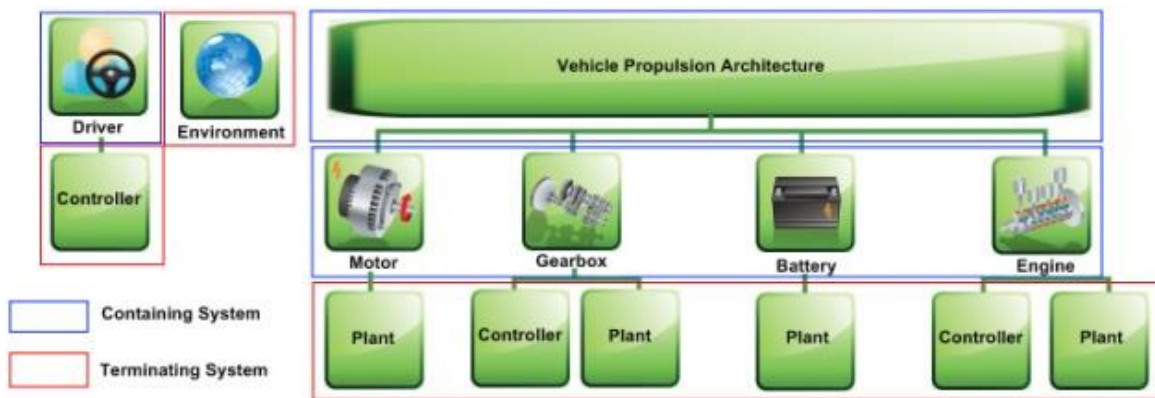 Vehicle Propulsion Architecture
Driver
Environment
Controller
Motor
Gearbox
Battery
Engine
Plant
Controller
Plant
Plant
Controller
Plant
Containing System
Terminating System